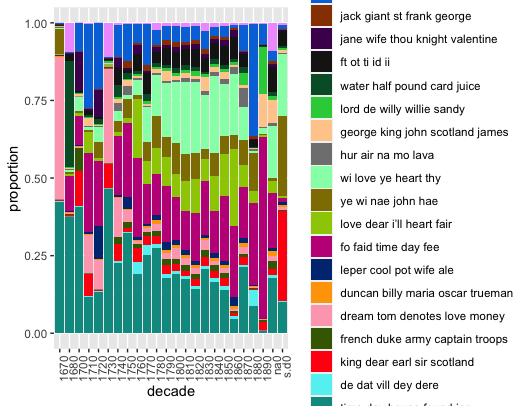 1.00
0.75
0.50
0.25
0.00
proportion
1670
1680
1700
1710
1720
1730
1740
1750
1760
1770
1780
1790
1800
1810
1820
1830
1840
1850
1860
1870
1880
1890
na0
s.d0
decade
jack giant st frank george
jane wife thou knight valentine
ft ot ti id ii
water half pound card juice
lord de willy willie sandy
george king john scotland james
hur air na mo lava
wi love ye heart thy
ye wi nae john hae
love dear i'll heart fair
fo faid time day fee
leper cool pot wife ale
duncan billy maria oscar trueman
dream tom denotes love money
french duke army captain troops
king dear earl sir scotland
de dat vill dey dere